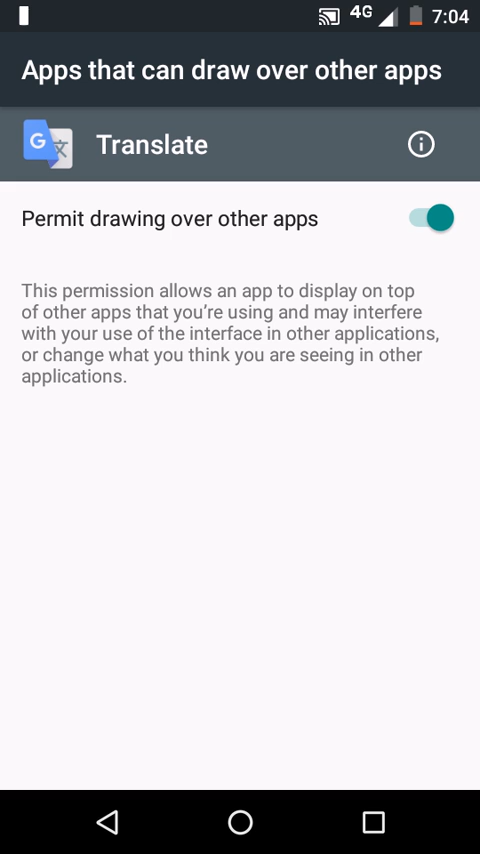 4G 7:04
Apps that can draw over other apps
G 文 Translate
Permit drawing over other apps
This permission allows an app to display on top
of other apps that you’re using and may interfere
with your use of the interface in other applications,
or change what you think you are seeing in other
applications.